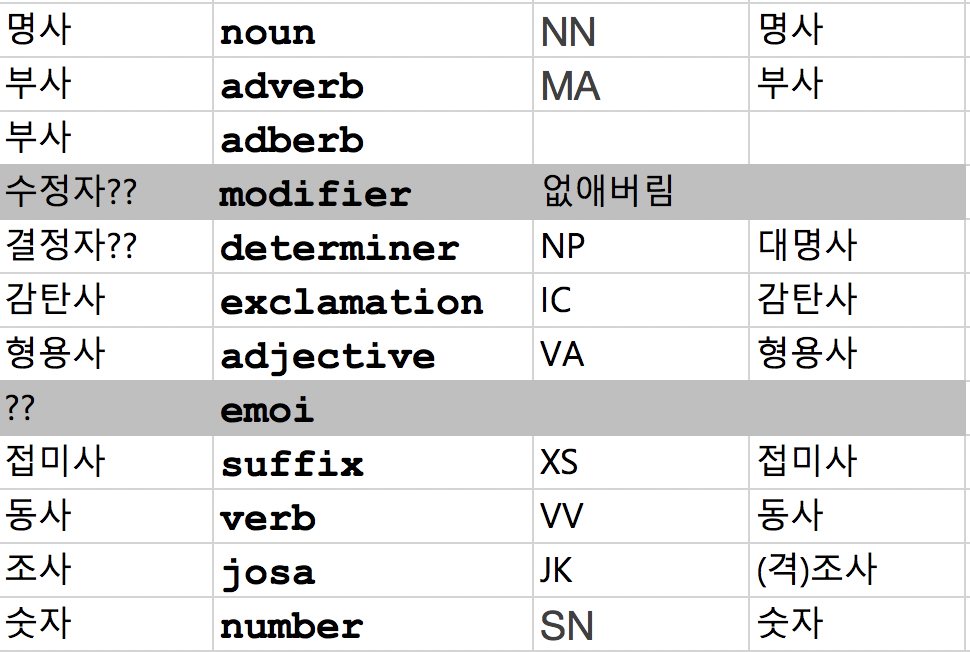 명사 noun NN 명사
부사 adverb MA 부사
부사 adberb
수정자?? modifier 없애버림
결정자?? determiner NP 대명사
감탄사 exclamation IC 감탄사
형용사 adjective VA 형용사
?? emoi
접미사 suffix XS 접미사
동사 verb VV 동사
조사 josa JK (격)조사
숫자 number SN 숫자